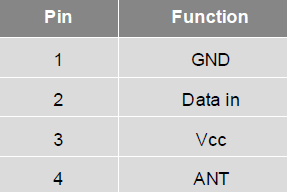 Pin Function
1 GND
2 Data in
3 Vcc
4 ANT